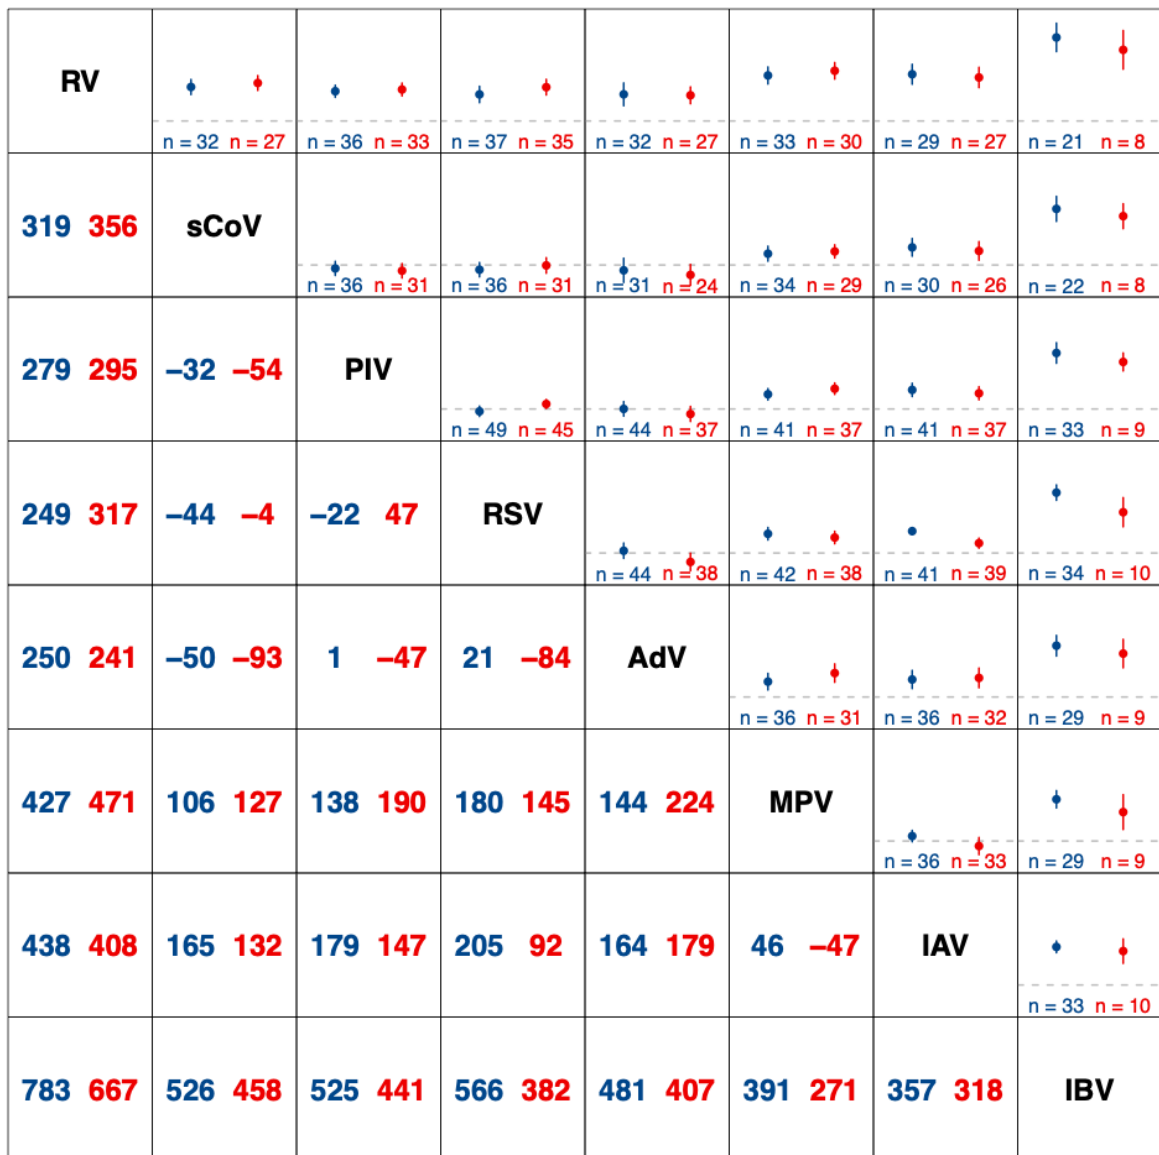 RV
n = 32 n = 27 n = 36 n = 33 n = 37 n = 35 n = 32 n = 27 n = 33 n = 30 n = 29 n = 27 n = 21 n = 8
319 356 sCoV
n = 36 n = 31 n = 36 n = 31 n = 31 n = 24 n = 34 n = 29 n = 30 n = 26 n = 22 n = 8
279 295 –32 –54 PIV
n = 49 n = 45 n = 44 n = 37 n = 41 n = 37 n = 41 n = 37 n = 33 n = 9
249 317 –44 –4 –22 47 RSV
n = 44 n = 38 n = 42 n = 38 n = 41 n = 39 n = 34 n = 10
250 241 –50 –93 1 –47 21 –84 AdV
n = 36 n = 31 n = 36 n = 32 n = 29 n = 9
427 471 106 127 138 190 180 145 144 224 MPV
n = 36 n = 33 n = 29 n = 9
438 408 165 132 179 147 205 92 164 179 46 –47 IAV
n = 33 n = 10
783 667 526 458 525 441 566 382 481 407 391 271 357 318 IBV